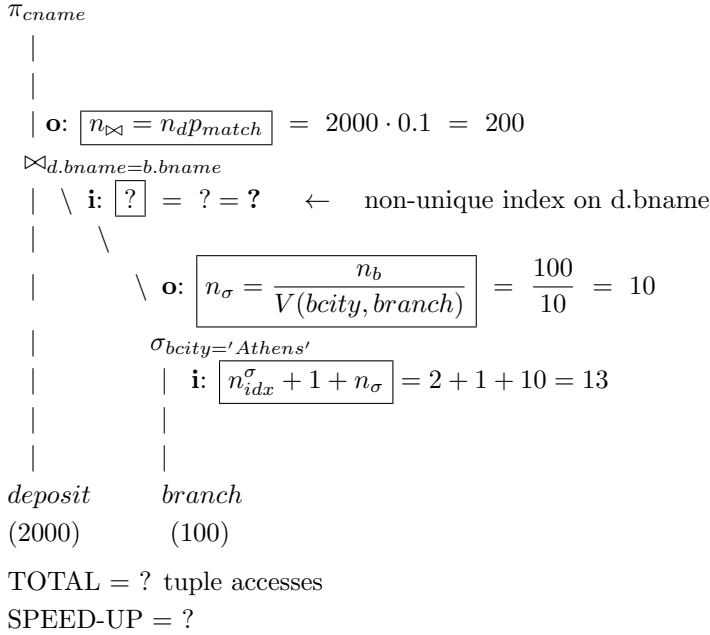 π_cname
|
|
| o: n_⋈ = n_d p_match = 2000 · 0.1 = 200
⋈_d.bname=b.bname
| \ i: ? = ? = ? ← non-unique index on d.bname
| \
| \ o: n_σ = n_b / V(bcity, branch) = 100 / 10 = 10
| σ_bcity='Athens'
| | i: n_idx^σ + 1 + n_σ = 2 + 1 + 10 = 13
| |
| |
deposit branch
(2000) (100)
TOTAL = ? tuple accesses
SPEED-UP = ?